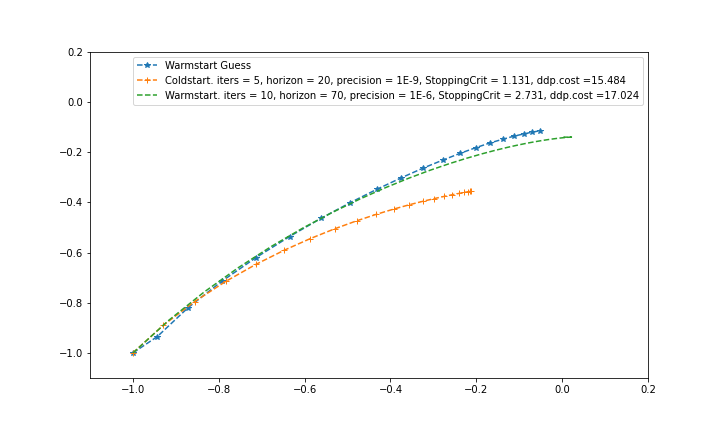 0.2
0.0
−0.2
−0.4
−0.6
−0.8
−1.0
Warmstart Guess
Coldstart. iters = 5, horizon = 20, precision = 1E-9, StoppingCrit = 1.131, ddp.cost =15.484
Warmstart. iters = 10, horizon = 70, precision = 1E-6, StoppingCrit = 2.731, ddp.cost =17.024
−1.0 −0.8 −0.6 −0.4 −0.2 0.0 0.2